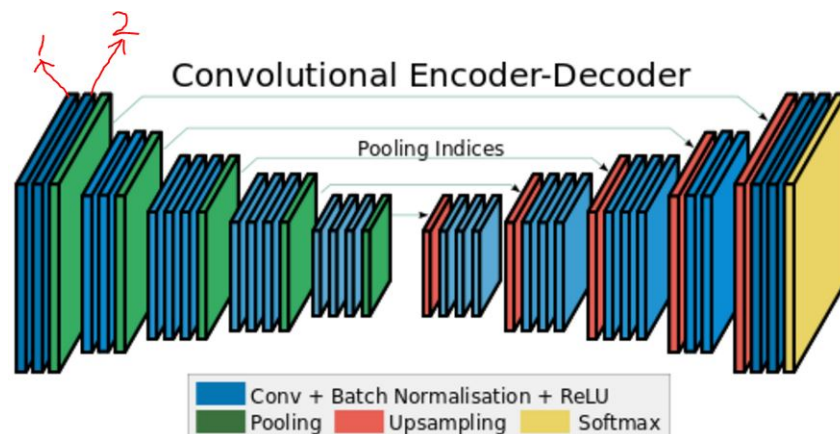 1 2
Convolutional Encoder-Decoder
Pooling Indices
Conv + Batch Normalisation + ReLU
Pooling Upsampling Softmax